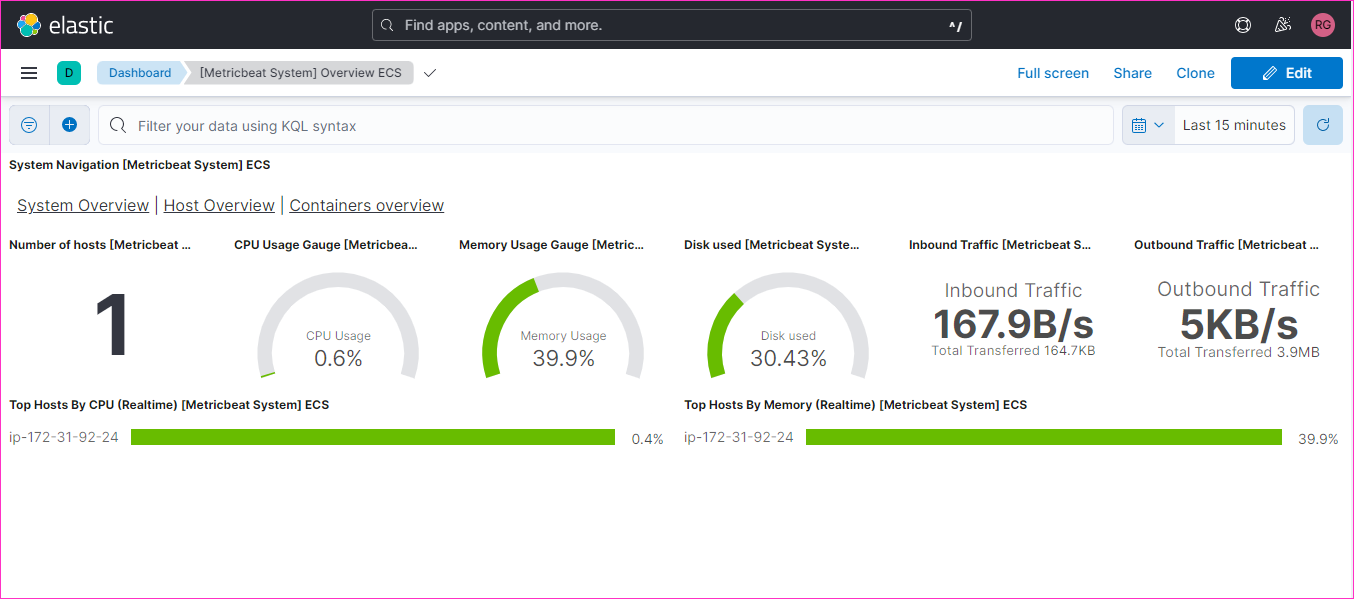 elastic Find apps, content, and more. ^/ RG
D Dashboard [Metricbeat System] Overview ECS Full screen Share Clone Edit
Filter your data using KQL syntax Last 15 minutes
System Navigation [Metricbeat System] ECS
System Overview | Host Overview | Containers overview
Number of hosts [Metricbeat ... CPU Usage Gauge [Metricbea... Memory Usage Gauge [Metric... Disk used [Metricbeat Syste... Inbound Traffic [Metricbeat S... Outbound Traffic [Metricbeat ...
1
CPU Usage
0.6%
Memory Usage
39.9%
Disk used
30.43%
Inbound Traffic
167.9B/s
Total Transferred 164.7KB
Outbound Traffic
5KB/s
Total Transferred 3.9MB
Top Hosts By CPU (Realtime) [Metricbeat System] ECS
ip-172-31-92-24 0.4%
Top Hosts By Memory (Realtime) [Metricbeat System] ECS
ip-172-31-92-24 39.9%